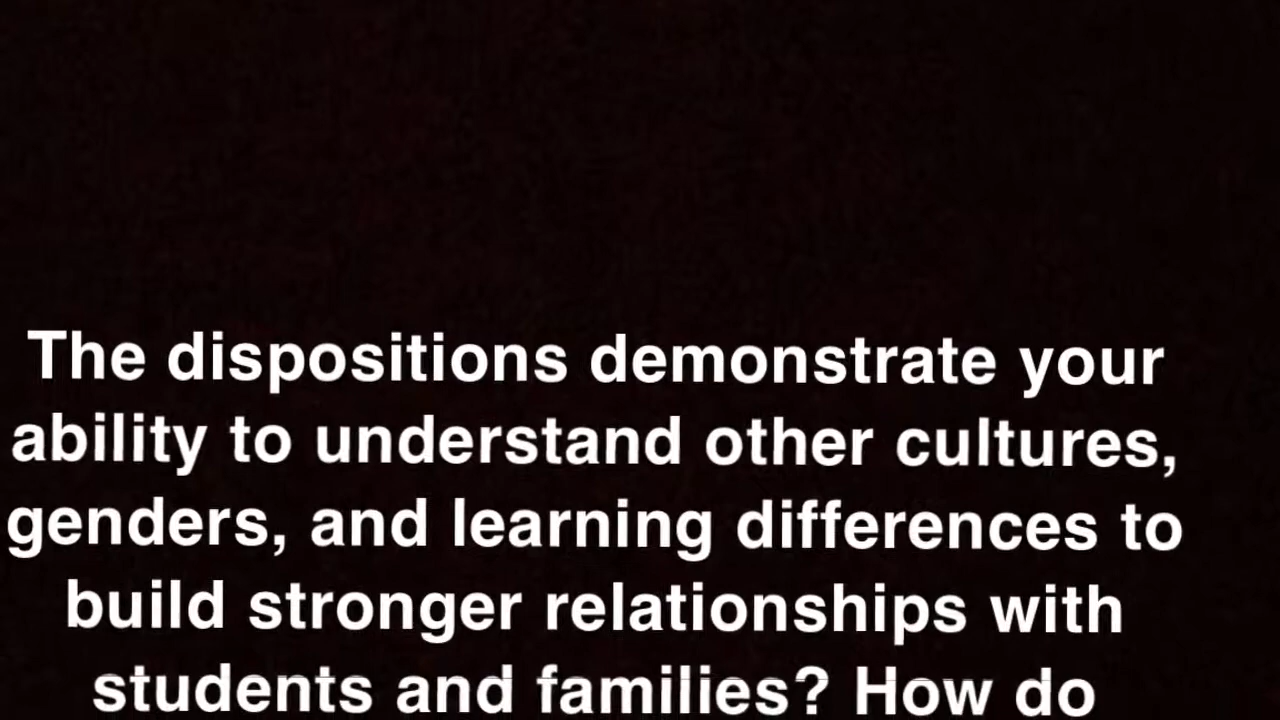 The dispositions demonstrate your
ability to understand other cultures,
genders, and learning differences to
build stronger relationships with
students and families? How do